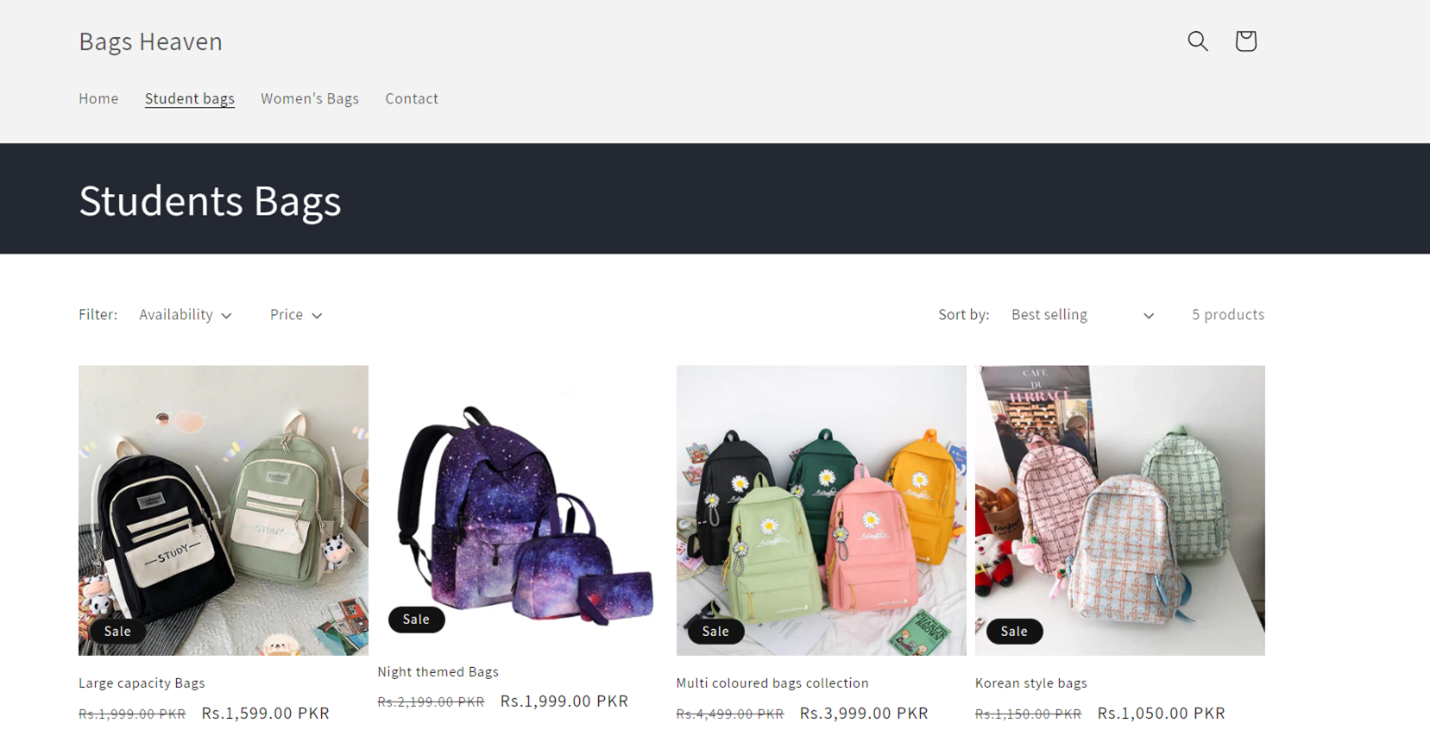 Bags Heaven
Home Student bags Women's Bags Contact
Students Bags
Filter: Availability Price Sort by: Best selling 5 products
CAFE
DU
TERRACE
STUDY
Sale
Sale
Sale
Sale
Large capacity Bags
Rs.1,999.00 PKR Rs.1,599.00 PKR
Night themed Bags
Rs.2,199.00 PKR Rs.1,999.00 PKR
Multi coloured bags collection
Rs.4,499.00 PKR Rs.3,999.00 PKR
Korean style bags
Rs.1,150.00 PKR Rs.1,050.00 PKR